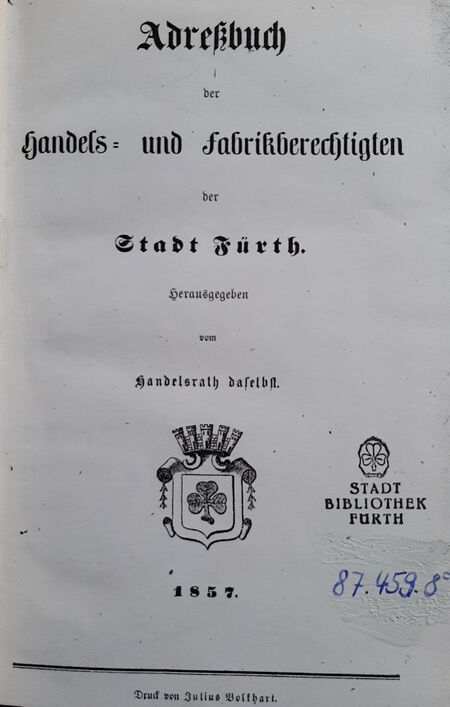 Adreßbuch
der
Handels- und Fabrikberechtigten
der
Stadt Fürth.
Herausgegeben
vom
Handelsrath daselbst.
STADT
BIBLIOTHEK
FÜRTH
1857.
87.459.8°
Druck von Julius Volkhart.